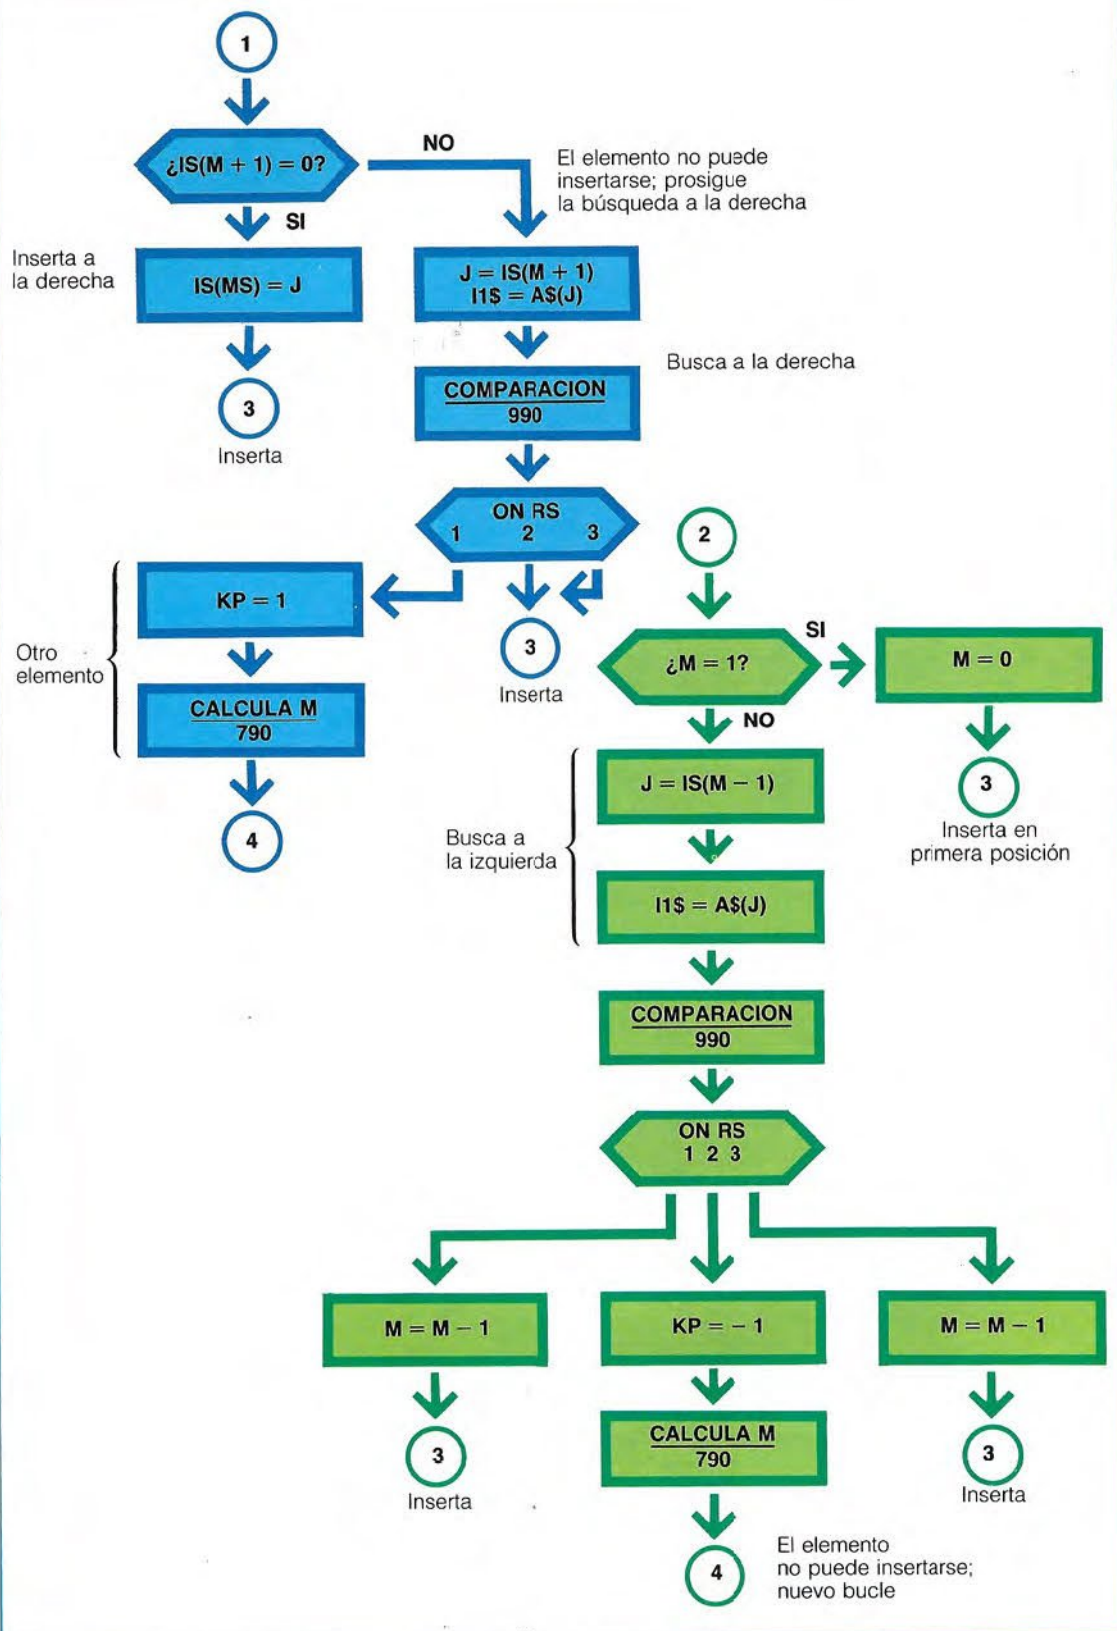 1
¿IS(M + 1) = 0?
NO
El elemento no puede
insertarse; prosigue
la búsqueda a la derecha
SI
Inserta a
la derecha
IS(MS) = J
J = IS(M + 1)
I1$ = A$(J)
3
Inserta
Busca a la derecha
COMPARACION
990
ON RS
1 2 3
Otro
elemento
KP = 1
CALCULA M
790
4
3
Inserta
2
¿M = 1?
SI
M = 0
3
Inserta en
primera posición
NO
Busca a
la izquierda
J = IS(M − 1)
I1$ = A$(J)
COMPARACION
990
ON RS
1 2 3
M = M − 1
KP = − 1
M = M − 1
3
Inserta
CALCULA M
790
3
Inserta
4
El elemento
no puede insertarse;
nuevo bucle